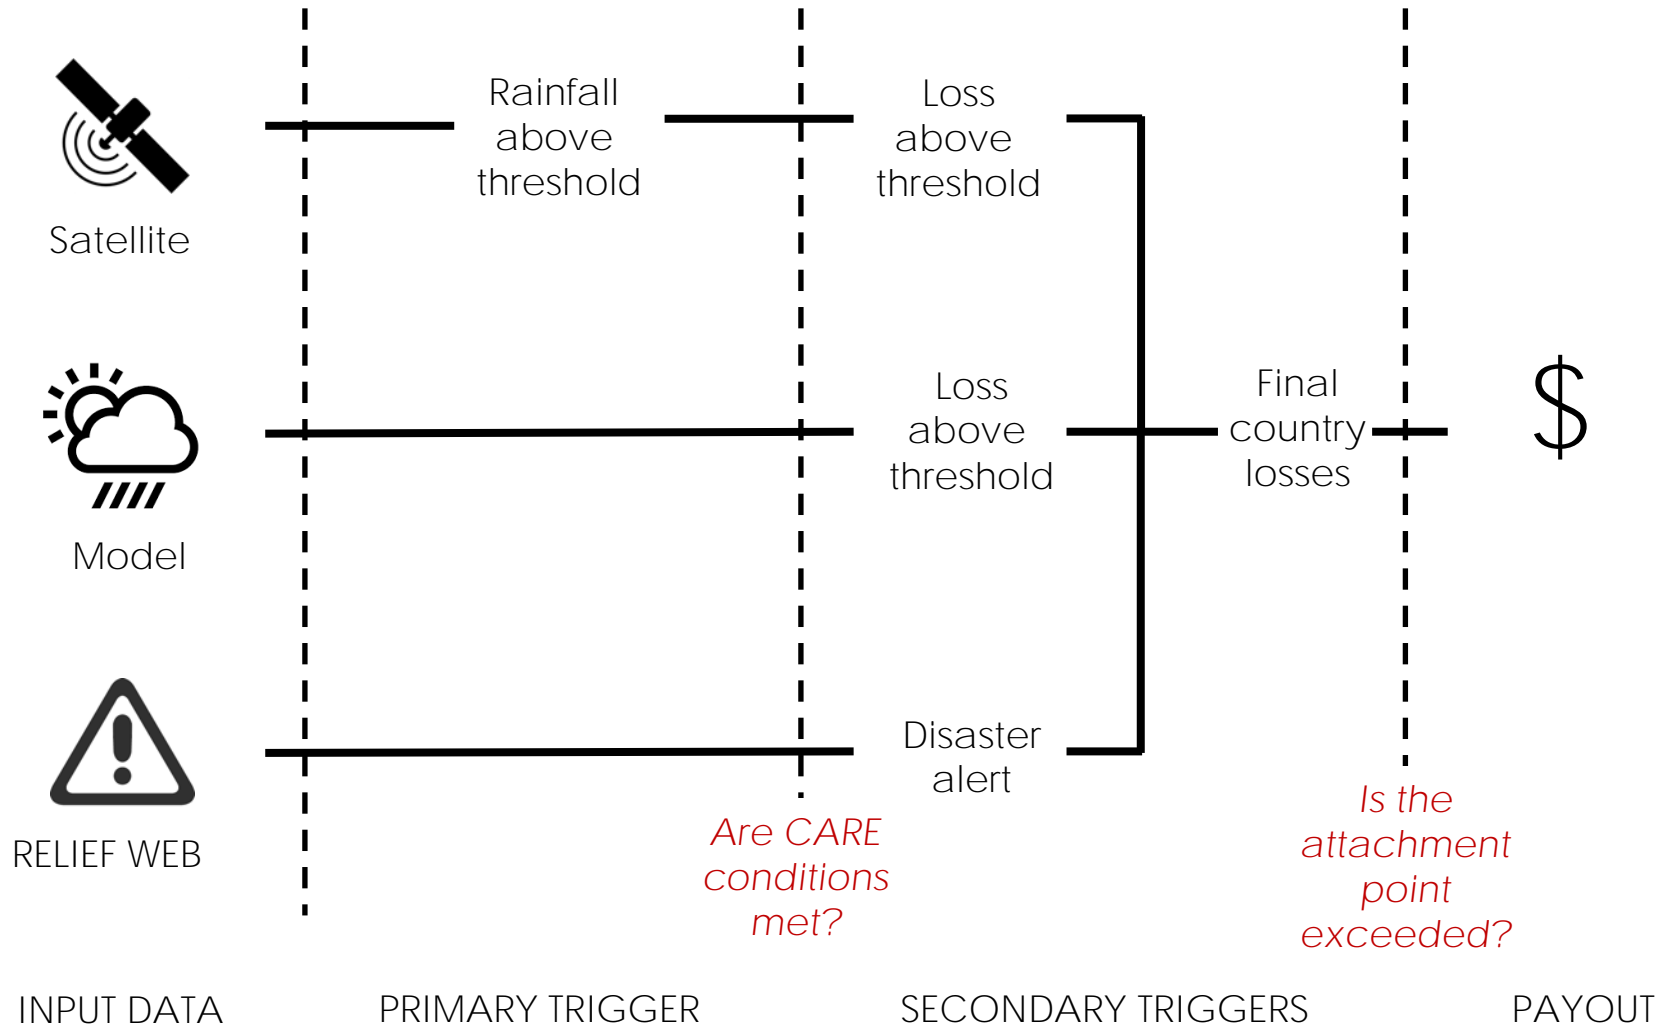 Rainfall
above
threshold
Loss
above
threshold
Satellite
Loss
above
threshold
Final
country
losses
$
Model
Disaster
alert
RELIEF WEB
Are CARE
conditions
met?
Is the
attachment
point
exceeded?
INPUT DATA
PRIMARY TRIGGER
SECONDARY TRIGGERS
PAYOUT